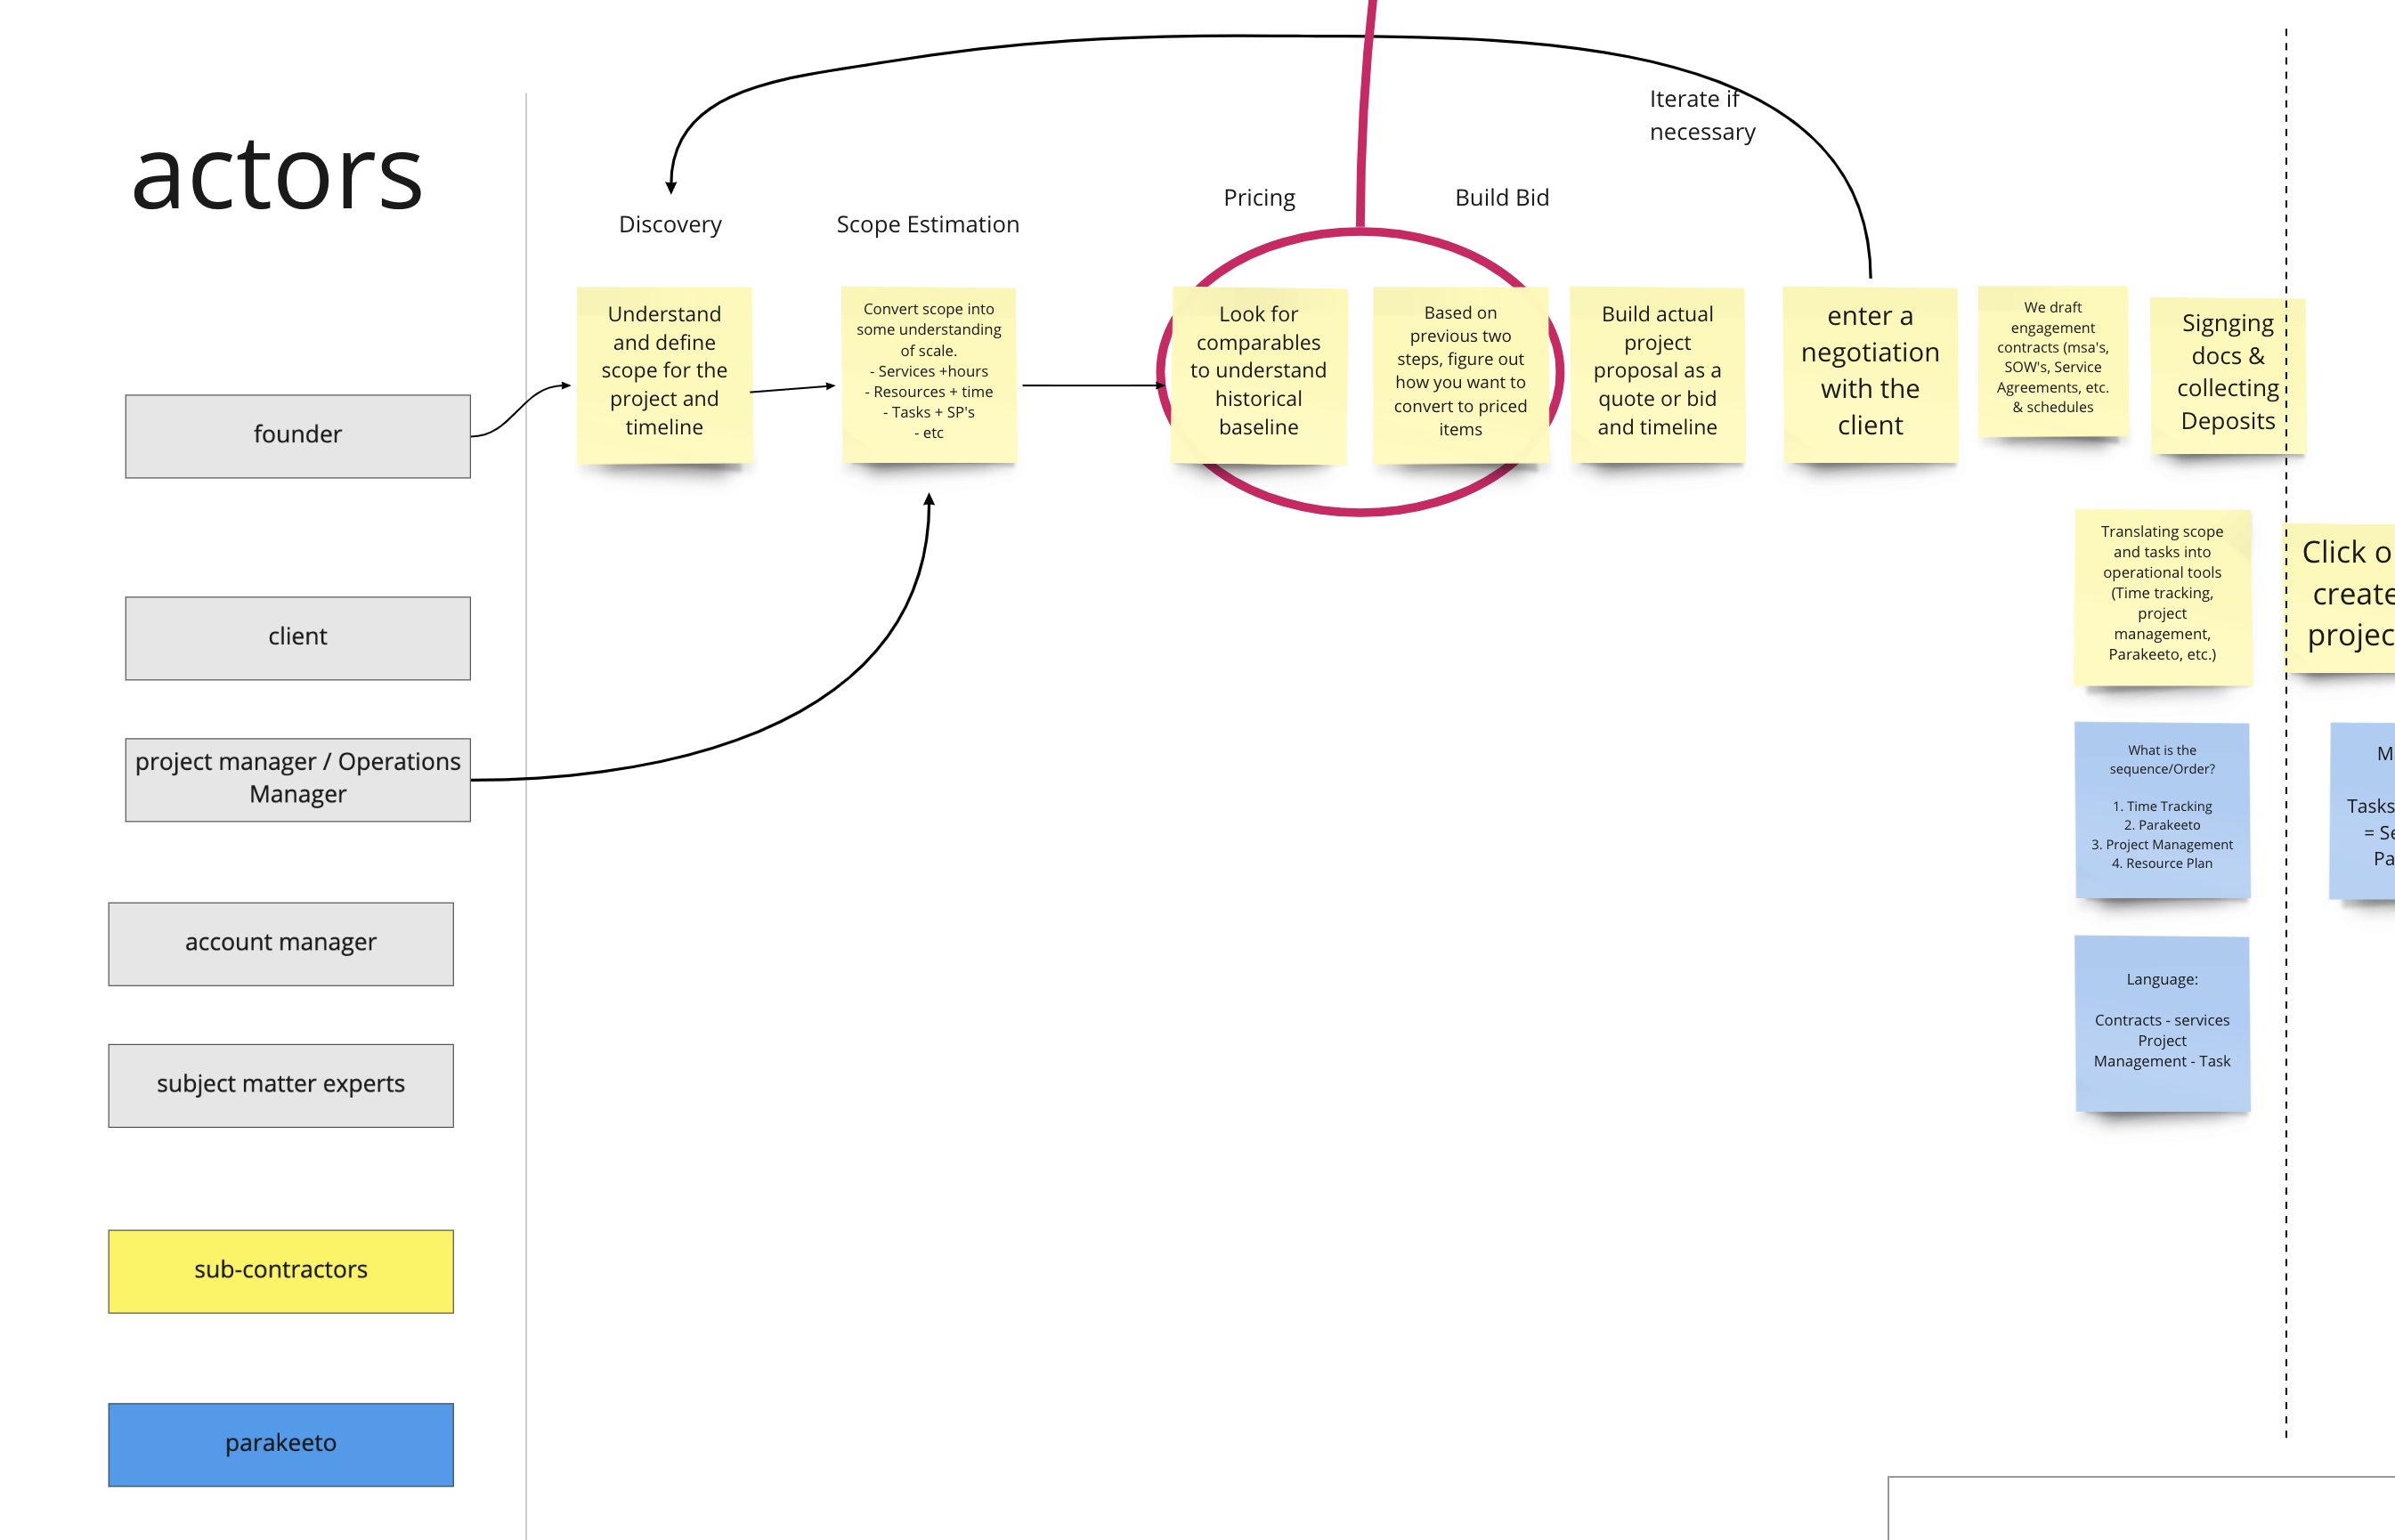 actors
founder
client
project manager / Operations
Manager
account manager
subject matter experts
sub-contractors
parakeeto
Iterate if
necessary
Discovery
Scope Estimation
Pricing
Build Bid
Understand
and define
scope for the
project and
timeline
Convert scope into
some understanding
of scale.
- Services +hours
- Resources + time
- Tasks + SP's
- etc
Look for
comparables
to understand
historical
baseline
Based on
previous two
steps, figure out
how you want to
convert to priced
items
Build actual
project
proposal as a
quote or bid
and timeline
enter a
negotiation
with the
client
We draft
engagement
contracts (msa's,
SOW's, Service
Agreements, etc.
& schedules
Signging
docs &
collecting
Deposits
Translating scope
and tasks into
operational tools
(Time tracking,
project
management,
Parakeeto, etc.)
Click o
create
projec
What is the
sequence/Order?
1. Time Tracking
2. Parakeeto
3. Project Management
4. Resource Plan
M
Tasks
= Se
Pa
Language:
Contracts - services
Project
Management - Task